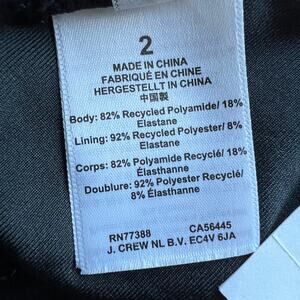 2
MADE IN CHINA
FABRIQUÉ EN CHINE
HERGESTELLT IN CHINA
中國製
Body: 82% Recycled Polyamide/ 18%
Elastane
Lining: 92% Recycled Polyester/ 8%
Elastane
Corps: 82% Polyamide Recyclé/ 18%
Élasthanne
Doublure: 92% Polyester Recyclé/
8% Élasthanne
RN77388 CA56445
J. CREW NL B.V. EC4V 6JA